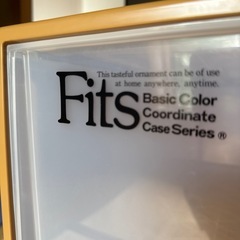 This tasteful ornament can be of use
at home anywhere, anytime.
Fits Basic Color
Coordinate
Case Series ®